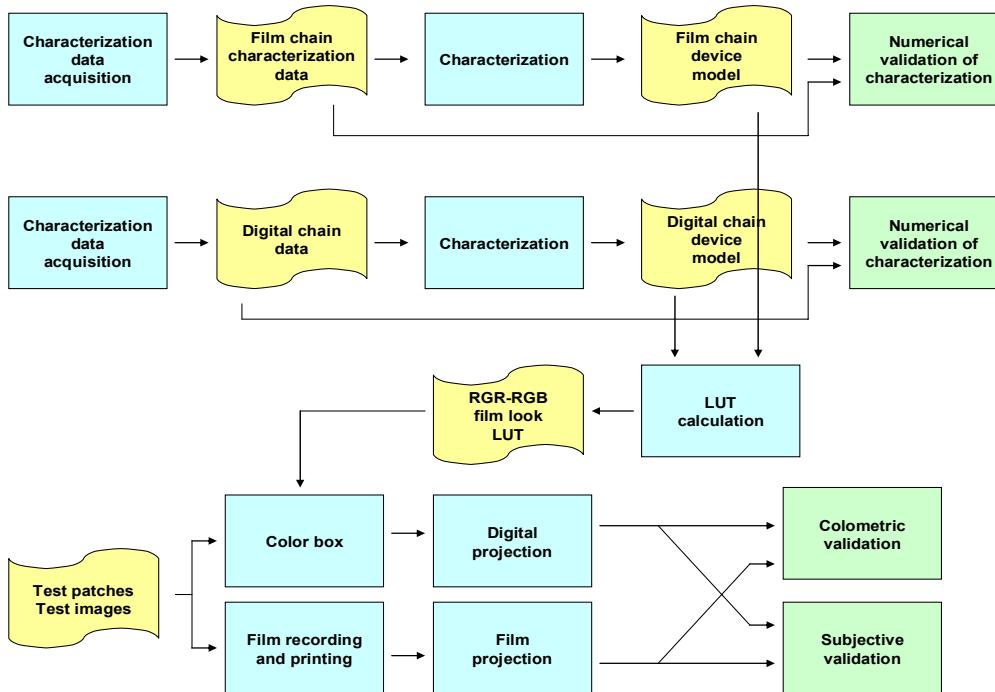 Characterization
data
acquisition
Film chain
characterization
data
Characterization
Film chain
device
model
Numerical
validation of
characterization
Characterization
data
acquisition
Digital chain
data
Characterization
Digital chain
device
model
Numerical
validation of
characterization
RGR-RGB
film look
LUT
LUT
calculation
Color box
Digital
projection
Colometric
validation
Test patches
Test images
Film recording
and printing
Film
projection
Subjective
validation